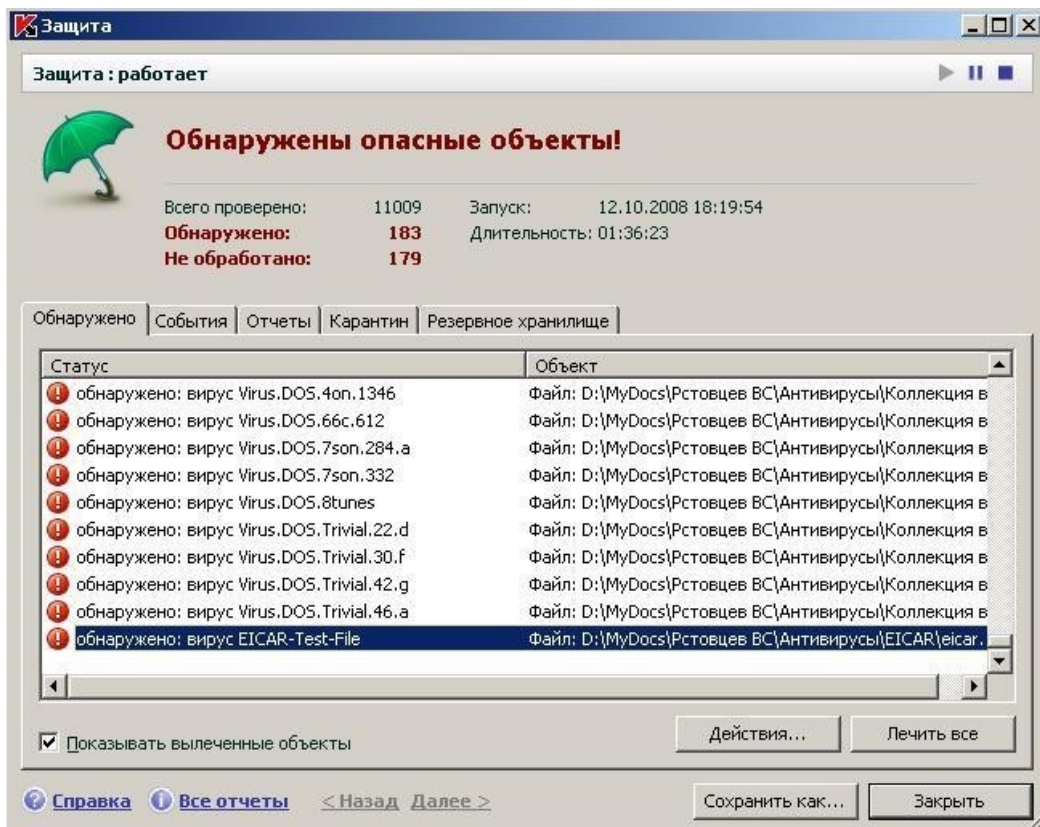 Защита
Защита : работает
Обнаружены опасные объекты!
Всего проверено: 11009 Запуск: 12.10.2008 18:19:54
Обнаружено: 183 Длительность: 01:36:23
Не обработано: 179
Обнаружено События Отчеты Карантин Резервное хранилище
Статус Объект
обнаружено: вирус Virus.DOS.4on.1346 Файл: D:\MyDocs\Рстовцев ВС\Антивирусы\Коллекция в
обнаружено: вирус Virus.DOS.66c.612 Файл: D:\MyDocs\Рстовцев ВС\Антивирусы\Коллекция в
обнаружено: вирус Virus.DOS.7son.284.a Файл: D:\MyDocs\Рстовцев ВС\Антивирусы\Коллекция в
обнаружено: вирус Virus.DOS.7son.332 Файл: D:\MyDocs\Рстовцев ВС\Антивирусы\Коллекция в
обнаружено: вирус Virus.DOS.8tunes Файл: D:\MyDocs\Рстовцев ВС\Антивирусы\Коллекция в
обнаружено: вирус Virus.DOS.Trivial.22.d Файл: D:\MyDocs\Рстовцев ВС\Антивирусы\Коллекция в
обнаружено: вирус Virus.DOS.Trivial.30.f Файл: D:\MyDocs\Рстовцев ВС\Антивирусы\Коллекция в
обнаружено: вирус Virus.DOS.Trivial.42.g Файл: D:\MyDocs\Рстовцев ВС\Антивирусы\Коллекция в
обнаружено: вирус Virus.DOS.Trivial.46.a Файл: D:\MyDocs\Рстовцев ВС\Антивирусы\Коллекция в
обнаружено: вирус EICAR-Test-File Файл: D:\MyDocs\Рстовцев ВС\Антивирусы\EICAR\eicar.
Показывать вылеченные объекты Действия... Лечить все
Справка Все отчеты < Назад Далее > Сохранить как... Закрыть